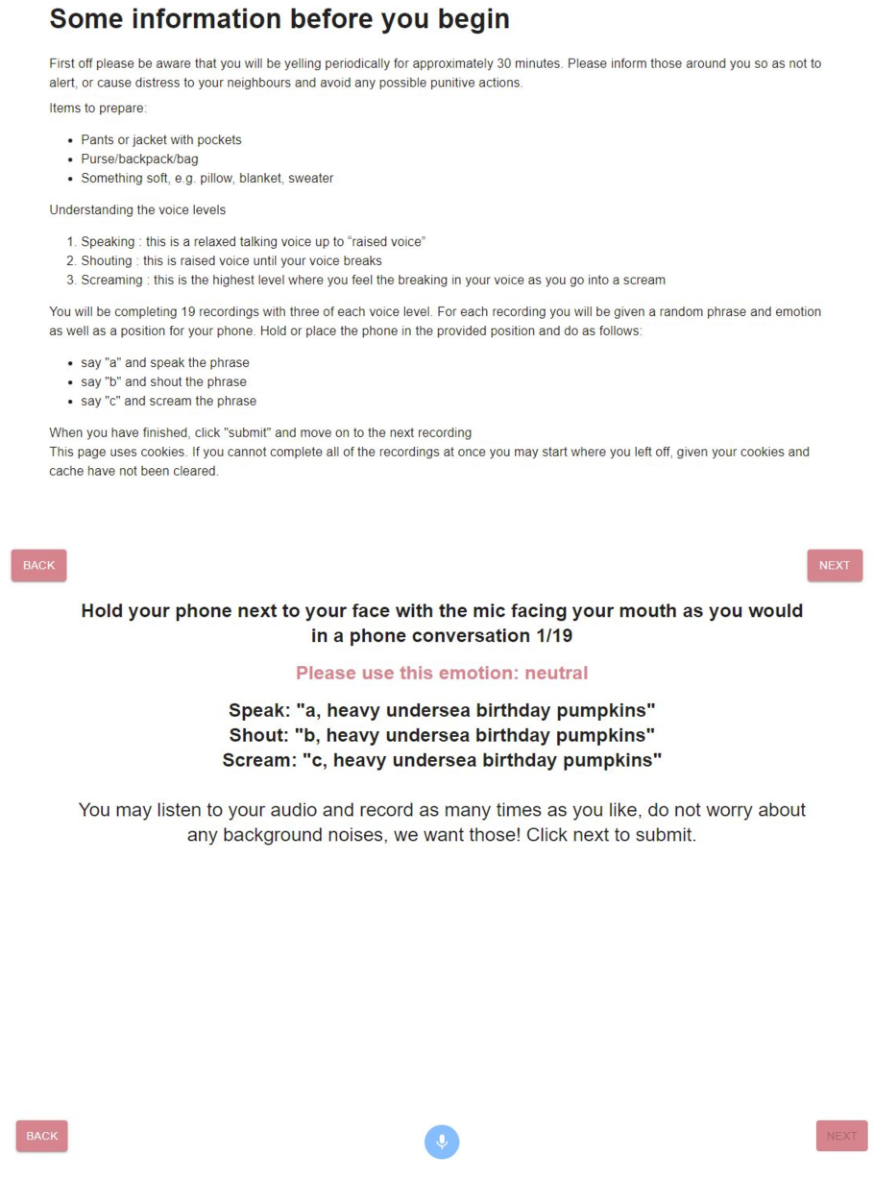 Some information before you begin
First off please be aware that you will be yelling periodically for approximately 30 minutes. Please inform those around you so as not to
alert, or cause distress to your neighbours and avoid any possible punitive actions.
Items to prepare:
• Pants or jacket with pockets
• Purse/backpack/bag
• Something soft, e.g. pillow, blanket, sweater
Understanding the voice levels
1. Speaking : this is a relaxed talking voice up to “raised voice”
2. Shouting : this is raised voice until your voice breaks
3. Screaming : this is the highest level where you feel the breaking in your voice as you go into a scream
You will be completing 19 recordings with three of each voice level. For each recording you will be given a random phrase and emotion
as well as a position for your phone. Hold or place the phone in the provided position and do as follows:
• say "a" and speak the phrase
• say "b" and shout the phrase
• say "c" and scream the phrase
When you have finished, click "submit" and move on to the next recording
This page uses cookies. If you cannot complete all of the recordings at once you may start where you left off, given your cookies and
cache have not been cleared.
BACK
NEXT
Hold your phone next to your face with the mic facing your mouth as you would
in a phone conversation 1/19
Please use this emotion: neutral
Speak: "a, heavy undersea birthday pumpkins"
Shout: "b, heavy undersea birthday pumpkins"
Scream: "c, heavy undersea birthday pumpkins"
You may listen to your audio and record as many times as you like, do not worry about
any background noises, we want those! Click next to submit.
BACK
NEXT